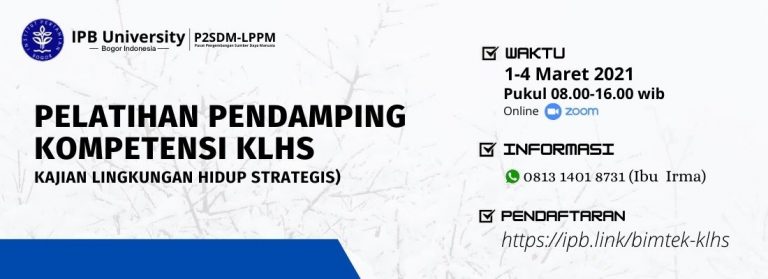 IPB University
Bogor Indonesia
P2SDM-LPPM
Pusat Pengembangan Sumber Daya Manusia
PELATIHAN PENDAMPING
KOMPETENSI KLHS
KAJIAN LINGKUNGAN HIDUP STRATEGIS)
WAKTU
1-4 Maret 2021
Pukul 08.00-16.00 wib
Online zoom
INFORMASI
0813 1401 8731 (Ibu Irma)
PENDAFTARAN
https://ipb.link/bimtek-klhs